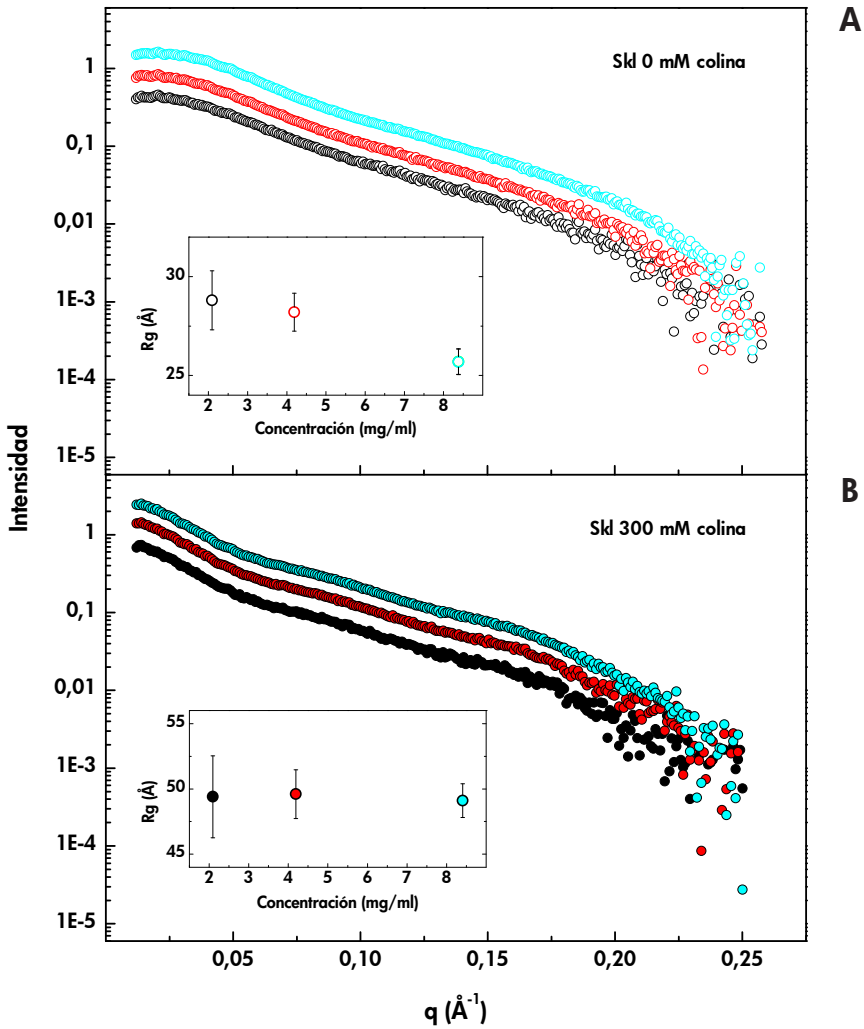 A
Skl 0 mM colina
1
0,1
0,01
1E-3
1E-4
1E-5
30
25
Rg (Å)
2 3 4 5 6 7 8
Concentración (mg/ml)
Intensidad
B
Skl 300 mM colina
1
0,1
0,01
1E-3
1E-4
1E-5
55
50
45
Rg (Å)
2 3 4 5 6 7 8
Concentración (mg/ml)
0,05 0,10 0,15 0,20 0,25
q (Å⁻¹)